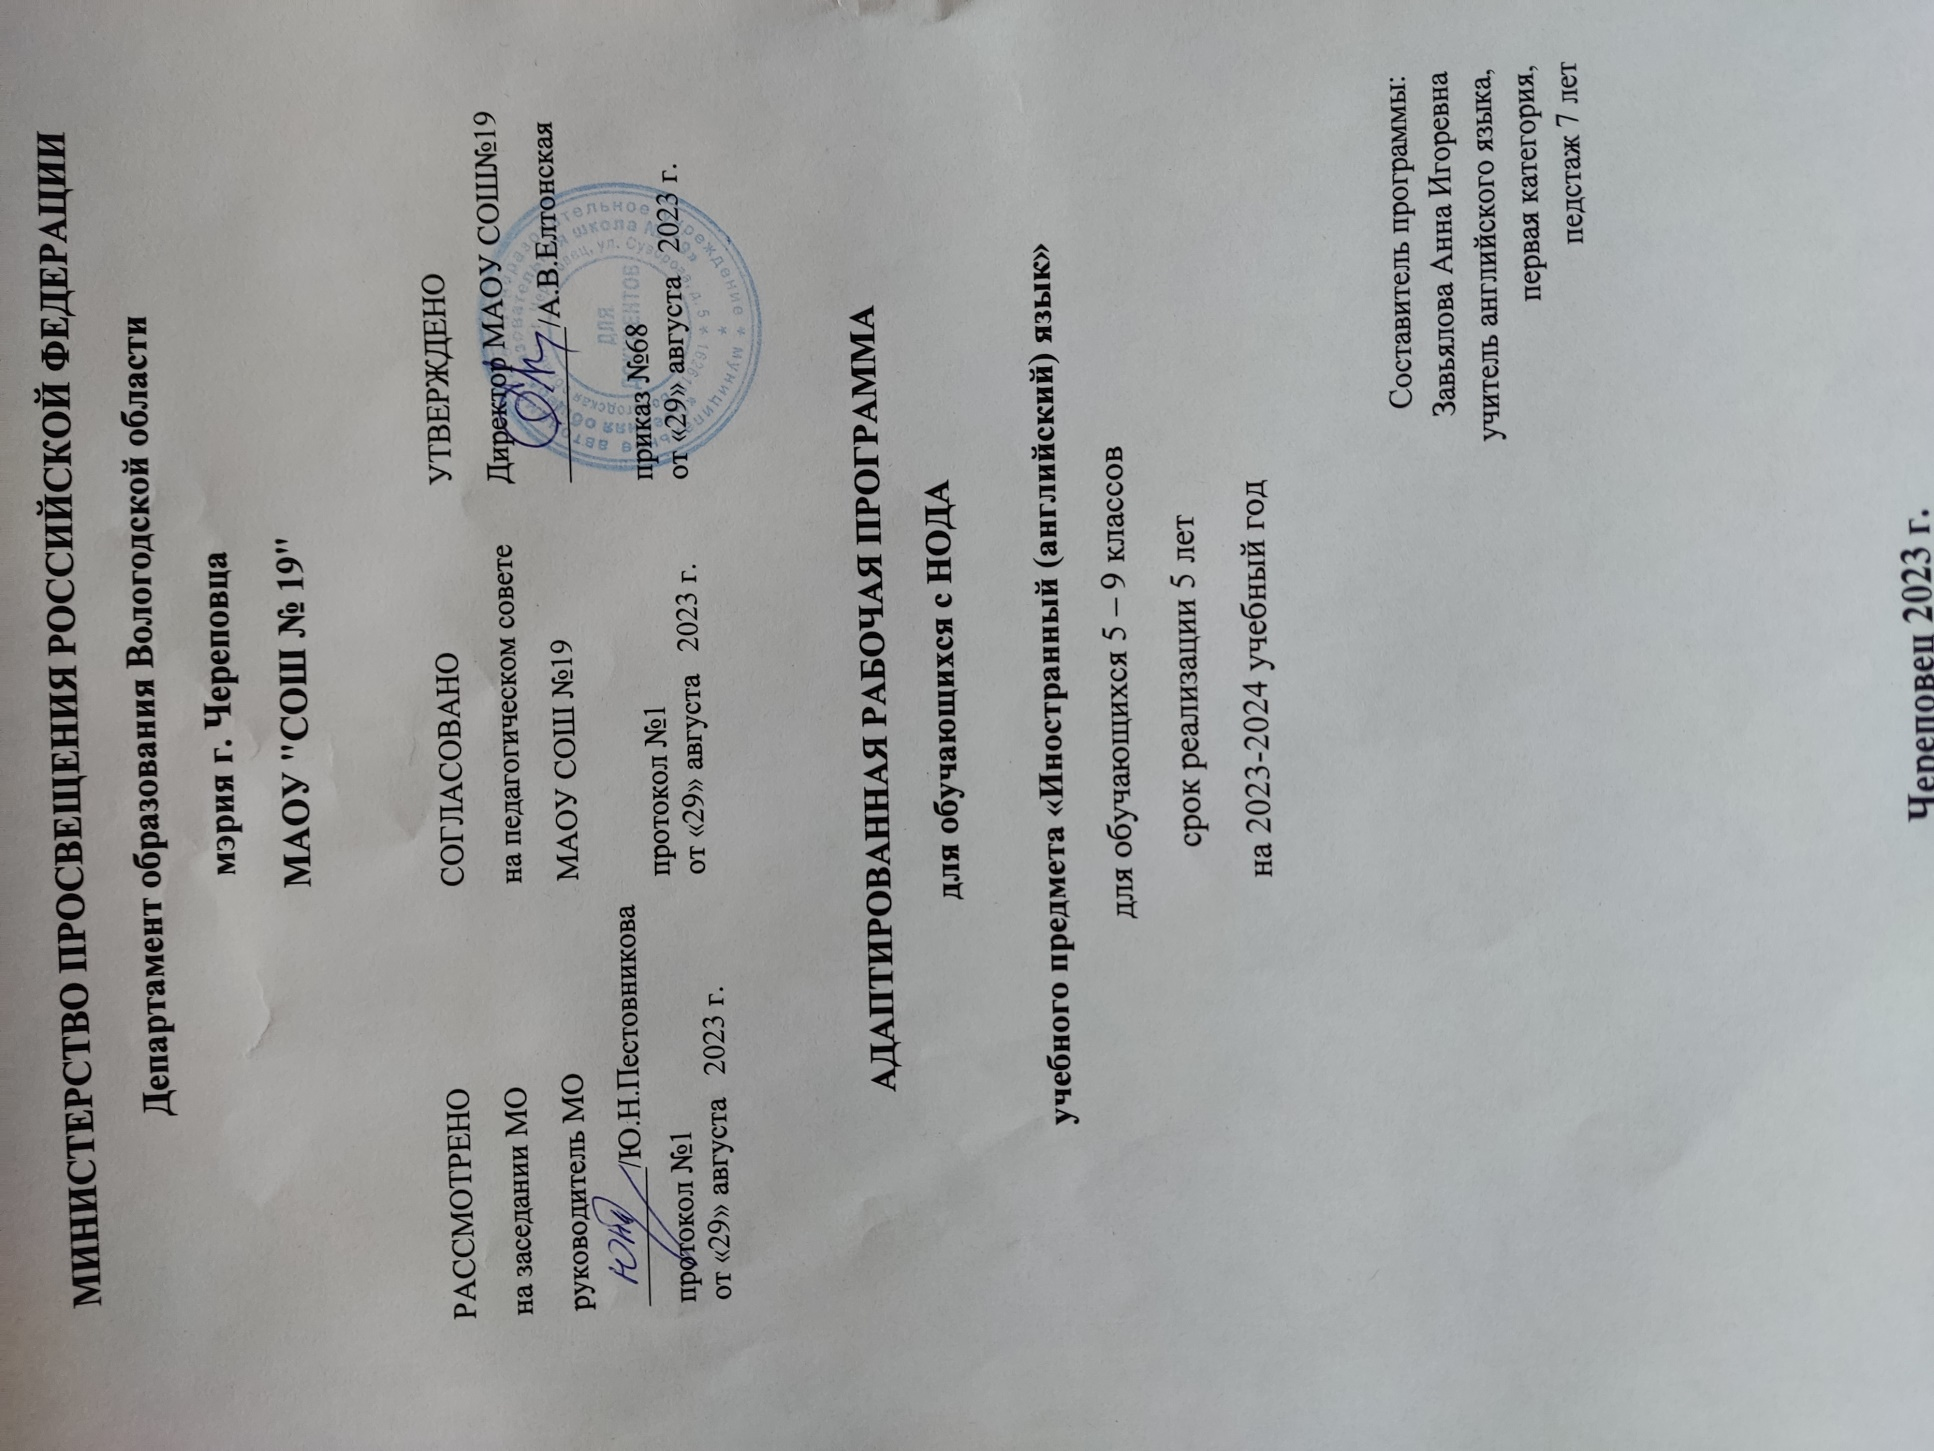 МИНИСТЕРСТВО ПРОСВЕЩЕНИЯ РОССИЙСКОЙ ФЕДЕРАЦИИ
Департамент образования Вологодской области
мэрия г. Череповца
МАОУ "СОШ № 19"
РАССМОТРЕНО
на заседании МО
руководитель МО
/Ю.Н.Пестовникова
протокол №1
от «29» августа 2023 г.
СОГЛАСОВАНО
на педагогическом совете
МАОУ СОШ №19
протокол №1
от «29» августа 2023 г.
УТВЕРЖДЕНО
Директор МАОУ СОШ№19
/А.В.Елтонская
приказ №68
от «29» августа 2023 г.
АДАПТИРОВАННАЯ РАБОЧАЯ ПРОГРАММА
для обучающихся с НОДА
учебного предмета «Иностранный (английский) язык»
для обучающихся 5 – 9 классов
срок реализации 5 лет
на 2023-2024 учебный год
Составитель программы:
Завьялова Анна Игоревна
учитель английского языка,
первая категория,
педстаж 7 лет
Череповец 2023 г.